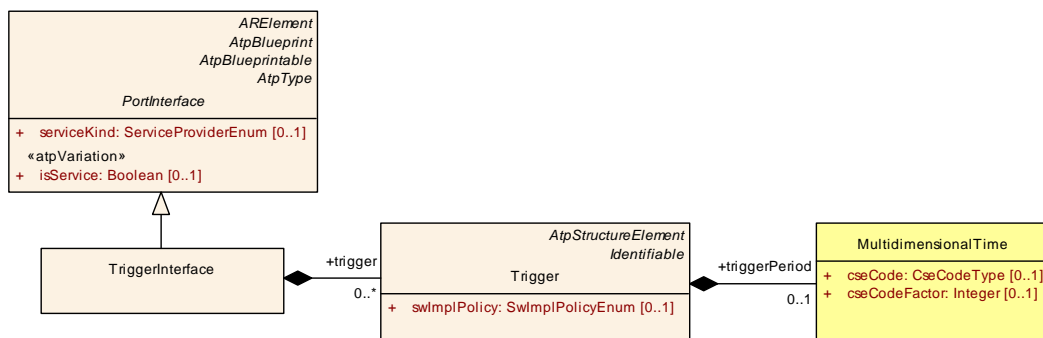 ARElement
AtpBlueprint
AtpBlueprintable
AtpType
PortInterface
+ serviceKind: ServiceProviderEnum [0..1]
«atpVariation»
+ isService: Boolean [0..1]
TriggerInterface
+trigger
0..*
AtpStructureElement
Identifiable
Trigger
+ swImplPolicy: SwImplPolicyEnum [0..1]
+triggerPeriod
0..1
MultidimensionalTime
+ cseCode: CseCodeType [0..1]
+ cseCodeFactor: Integer [0..1]